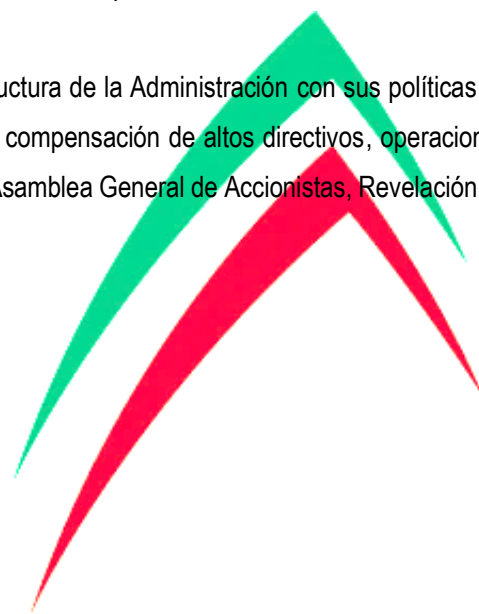 uctura de la Administración con sus políticas
compensación de altos directivos, operacion
Asamblea General de Accionistas, Revelación